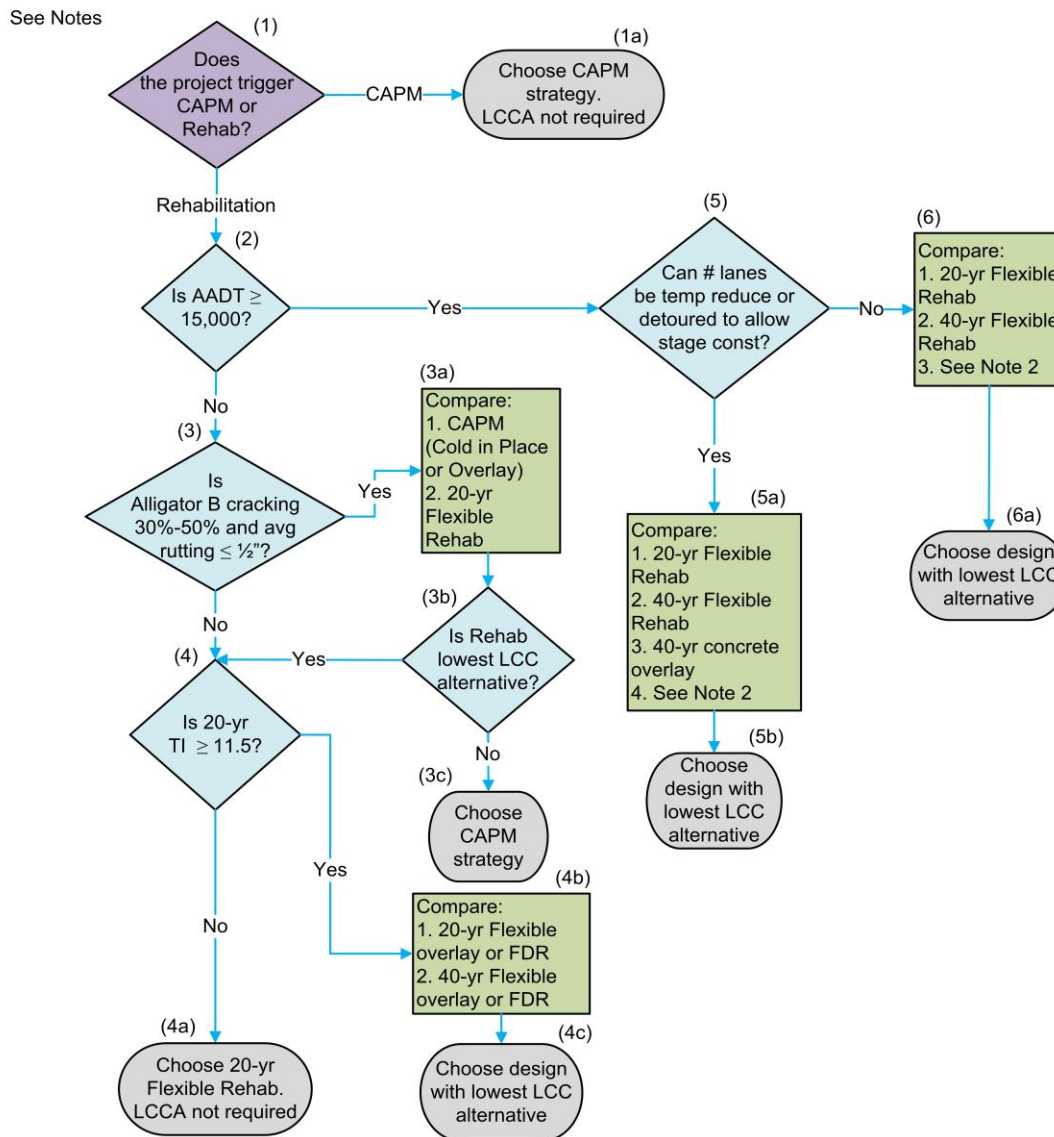 See Notes
(1)
Does
the project trigger
CAPM or
Rehab?
CAPM
(1a)
Choose CAPM
strategy.
LCCA not required
Rehabilitation
(2)
Is AADT ≥
15,000?
Yes
(5)
Can # lanes
be temp reduce or
detoured to allow
stage const?
No
(6)
Compare:
1. 20-yr Flexible
Rehab
2. 40-yr Flexible
Rehab
3. See Note 2
No
(3)
Is
Alligator B cracking
30%-50% and avg
rutting ≤ ½”?
Yes
(3a)
Compare:
1. CAPM
(Cold in Place
or Overlay)
2. 20-yr
Flexible
Rehab
Yes
(5a)
Compare:
1. 20-yr Flexible
Rehab
2. 40-yr Flexible
Rehab
3. 40-yr concrete
overlay
4. See Note 2
(6a)
Choose design
with lowest LCC
alternative
No
(3b)
Is Rehab
lowest LCC
alternative?
Yes
(4)
Is 20-yr
TI ≥ 11.5?
No
(3c)
Choose
CAPM
strategy
(5b)
Choose
design with
lowest LCC
alternative
Yes
(4b)
Compare:
1. 20-yr Flexible
overlay or FDR
2. 40-yr Flexible
overlay or FDR
No
(4a)
Choose 20-yr
Flexible Rehab.
LCCA not required
(4c)
Choose design
with lowest LCC
alternative